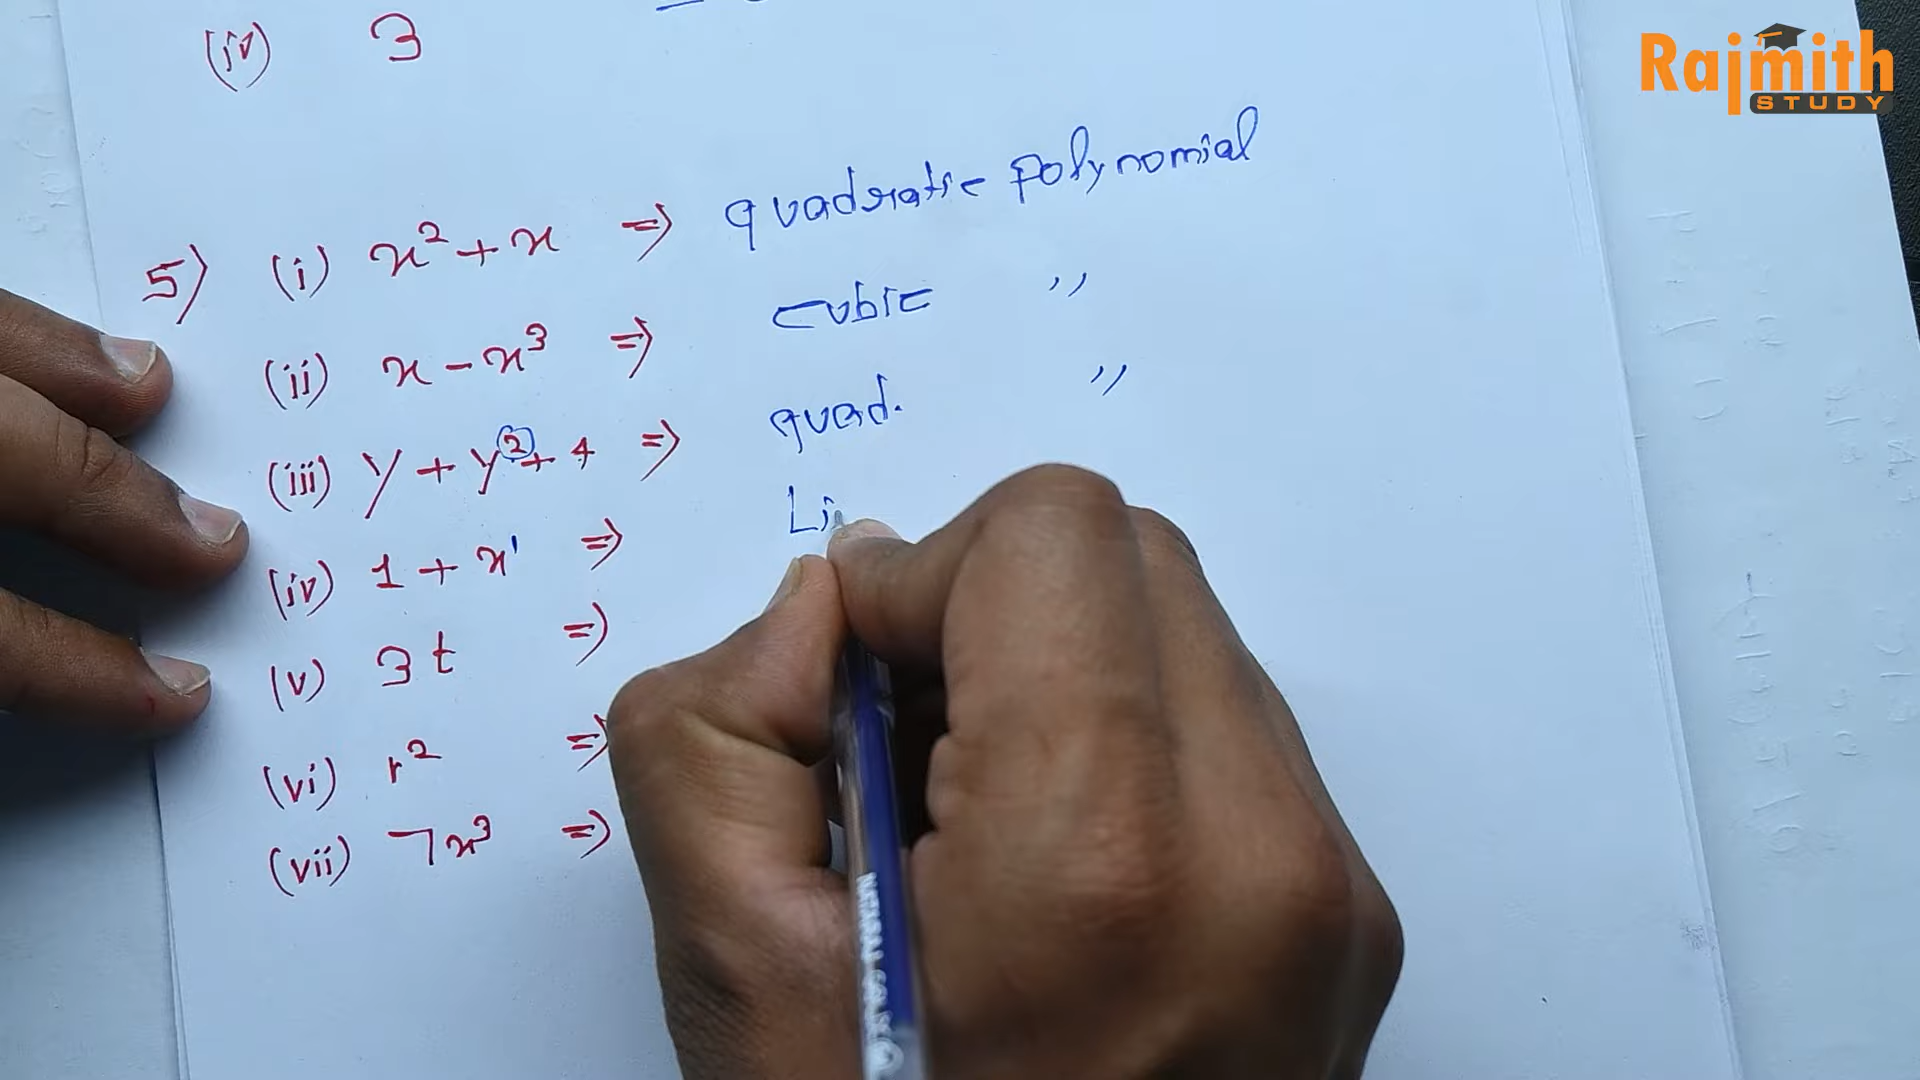 Rajmith
STUDY
(iv) 3
5) (i) x² + x ⇒ quadratic polynomial
(ii) x - x³ ⇒ cubic "
(iii) y + y² + 4 ⇒ quad. "
(iv) 1 + x¹ ⇒ Li
(v) 3t ⇒
(vi) r² ⇒
(vii) 7x³ ⇒
NATARAJ